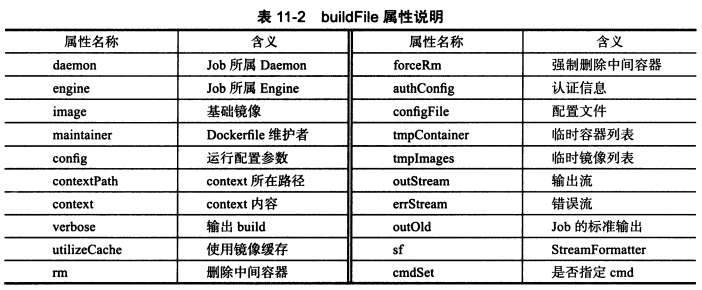 表 11-2 buildFile 属性说明
属性名称 含义 属性名称 含义
daemon Job 所属 Daemon forceRm 强制删除中间容器
engine Job 所属 Engine authConfig 认证信息
image 基础镜像 configFile 配置文件
maintainer Dockerfile 维护者 tmpContainer 临时容器列表
config 运行配置参数 tmpImages 临时镜像列表
contextPath context 所在路径 outStream 输出流
context context 内容 errStream 错误流
verbose 输出 build outOld Job 的标准输出
utilizeCache 使用镜像缓存 sf StreamFormatter
rm 删除中间容器 cmdSet 是否指定 cmd